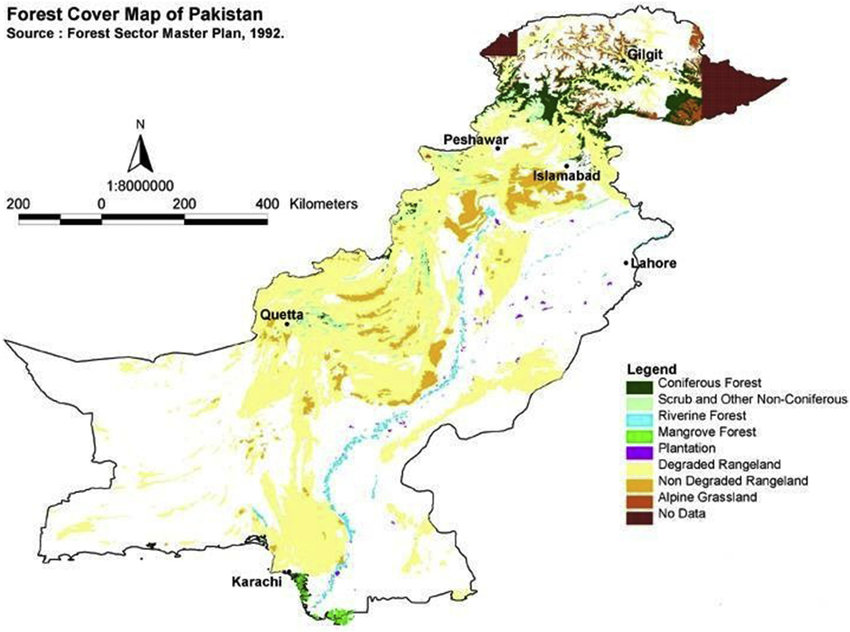 Forest Cover Map of Pakistan
Source : Forest Sector Master Plan, 1992.
N
1:8000000
200 0 200 400 Kilometers
Gilgit
Peshawar
Islamabad
Lahore
Quetta
Karachi
Legend
Coniferous Forest
Scrub and Other Non-Coniferous
Riverine Forest
Mangrove Forest
Plantation
Degraded Rangeland
Non Degraded Rangeland
Alpine Grassland
No Data